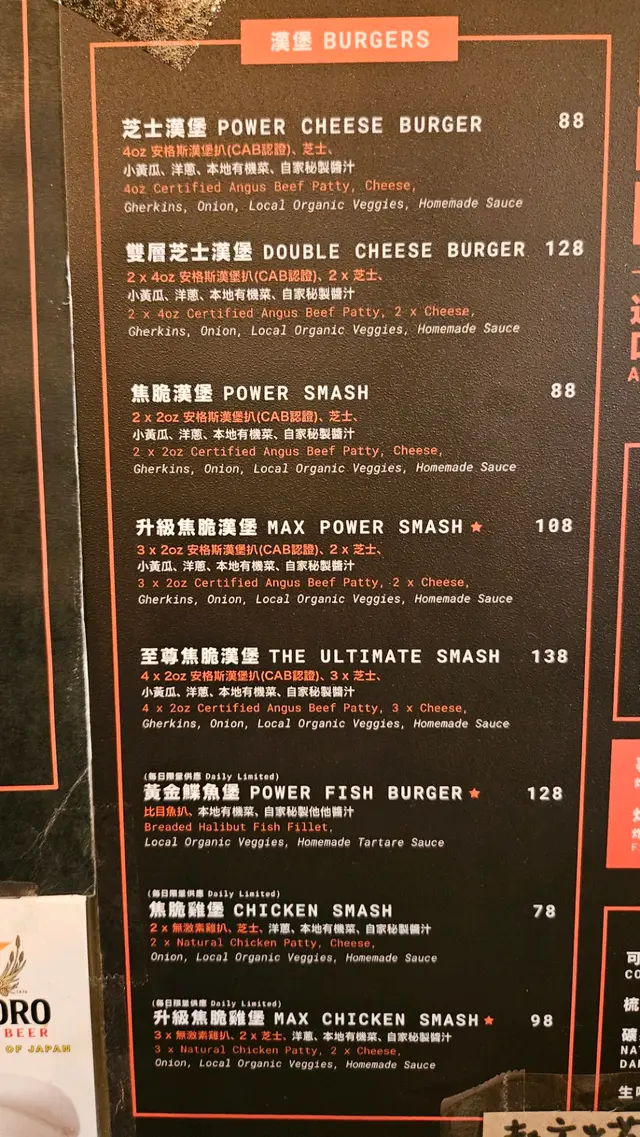 漢堡 BURGERS
芝士漢堡 POWER CHEESE BURGER 88
4oz 安格斯漢堡扒(CAB認證)、芝士、
小黃瓜、洋蔥、本地有機菜、自家秘製醬汁
4oz Certified Angus Beef Patty, Cheese,
Gherkins, Onion, Local Organic Veggies, Homemade Sauce
雙層芝士漢堡 DOUBLE CHEESE BURGER 128
2 x 4oz 安格斯漢堡扒(CAB認證)、2 x 芝士、
小黃瓜、洋蔥、本地有機菜、自家秘製醬汁
2 x 4oz Certified Angus Beef Patty, 2 x Cheese,
Gherkins, Onion, Local Organic Veggies, Homemade Sauce
焦脆漢堡 POWER SMASH 88
2 x 2oz 安格斯漢堡扒(CAB認證)、芝士、
小黃瓜、洋蔥、本地有機菜、自家秘製醬汁
2 x 2oz Certified Angus Beef Patty, Cheese,
Gherkins, Onion, Local Organic Veggies, Homemade Sauce
升級焦脆漢堡 MAX POWER SMASH 108
3 x 2oz 安格斯漢堡扒(CAB認證)、2 x 芝士、
小黃瓜、洋蔥、本地有機菜、自家秘製醬汁
3 x 2oz Certified Angus Beef Patty, 2 x Cheese,
Gherkins, Onion, Local Organic Veggies, Homemade Sauce
至尊焦脆漢堡 THE ULTIMATE SMASH 138
4 x 2oz 安格斯漢堡扒(CAB認證)、3 x 芝士、
小黃瓜、洋蔥、本地有機菜、自家秘製醬汁
4 x 2oz Certified Angus Beef Patty, 3 x Cheese,
Gherkins, Onion, Local Organic Veggies, Homemade Sauce
(每日限量供應 Daily Limited)
黃金鰈魚堡 POWER FISH BURGER 128
比目魚扒、本地有機菜、自家秘製他他醬汁
Breaded Halibut Fish Fillet,
Local Organic Veggies, Homemade Tartare Sauce
(每日限量供應 Daily Limited)
焦脆雞堡 CHICKEN SMASH 78
2 x 無激素雞扒、芝士、洋蔥、本地有機菜、自家秘製醬汁
2 x Natural Chicken Patty, Cheese,
Onion, Local Organic Veggies, Homemade Sauce
(每日限量供應 Daily Limited)
升級焦脆雞堡 MAX CHICKEN SMASH 98
3 x 無激素雞扒、2 x 芝士、洋蔥、本地有機菜、自家秘製醬汁
3 x Natural Chicken Patty, 2 x Cheese,
Onion, Local Organic Veggies, Homemade Sauce
ORO
BEER
OF JAPAN